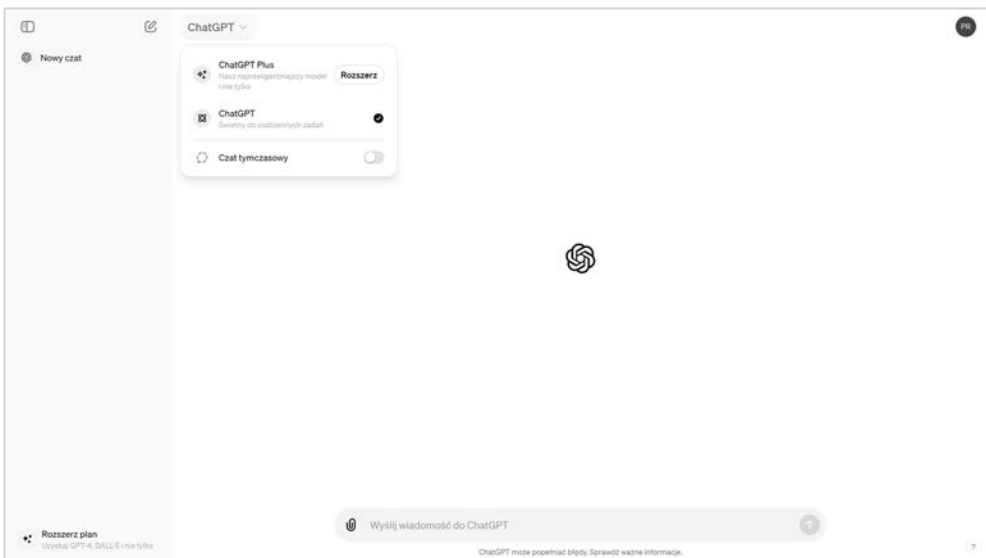 ChatGPT
PR
Nowy czat
ChatGPT Plus
Nasz najinteligentniejszy model
i nie tylko
Rozszerz
ChatGPT
Świetny do codziennych zadań
Czat tymczasowy
Wyślij wiadomość do ChatGPT
Rozszerz plan
Uzyskaj GPT-4, DALL·E i nie tylko
ChatGPT może popełniać błędy. Sprawdź ważne informacje.
?